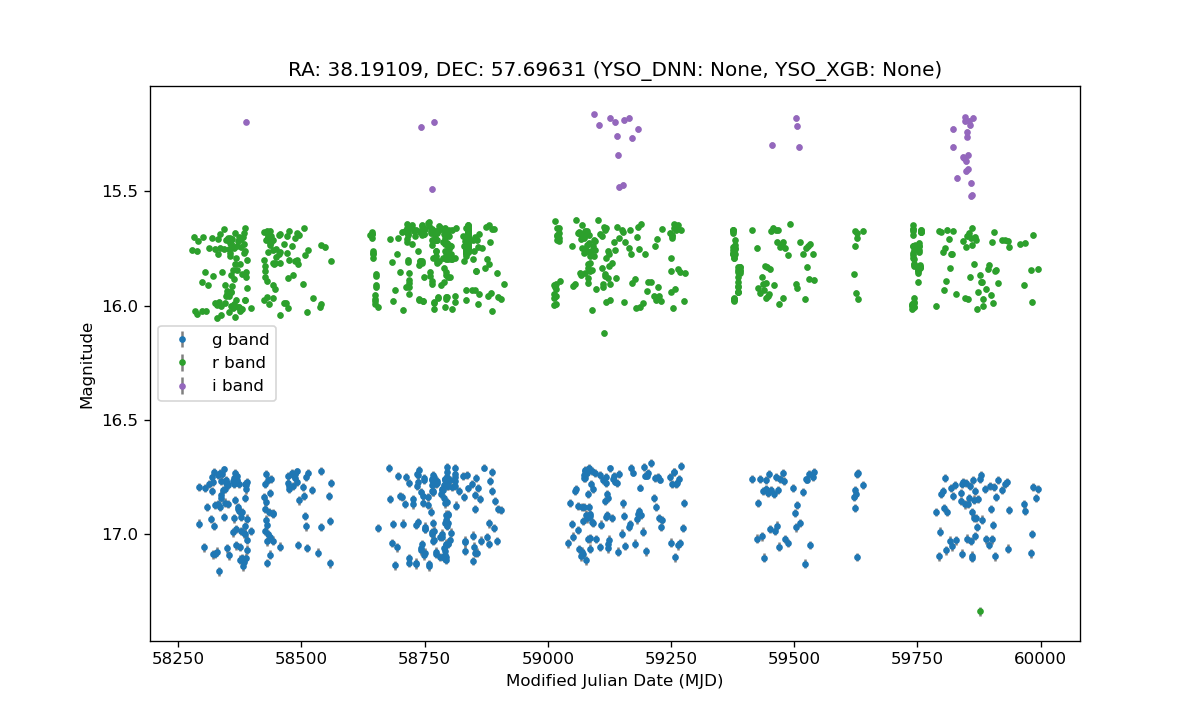 RA: 38.19109, DEC: 57.69631 (YSO_DNN: None, YSO_XGB: None)
Magnitude
15.5
16.0
16.5
17.0
g band
r band
i band
58250 58500 58750 59000 59250 59500 59750 60000
Modified Julian Date (MJD)